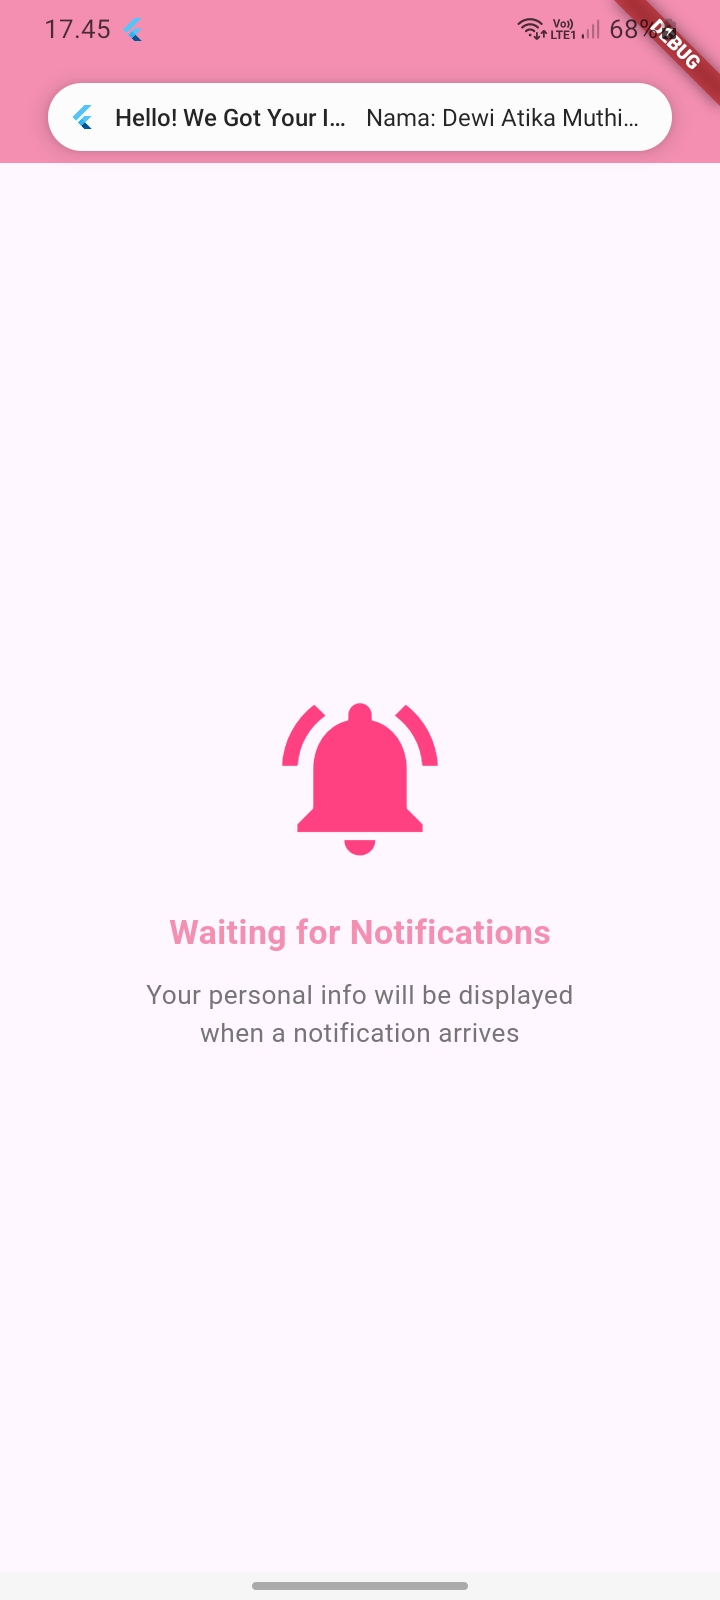 17.45 Vo)) LTE1 68%
DEBUG
Hello! We Got Your I... Nama: Dewi Atika Muthi...
Waiting for Notifications
Your personal info will be displayed
when a notification arrives